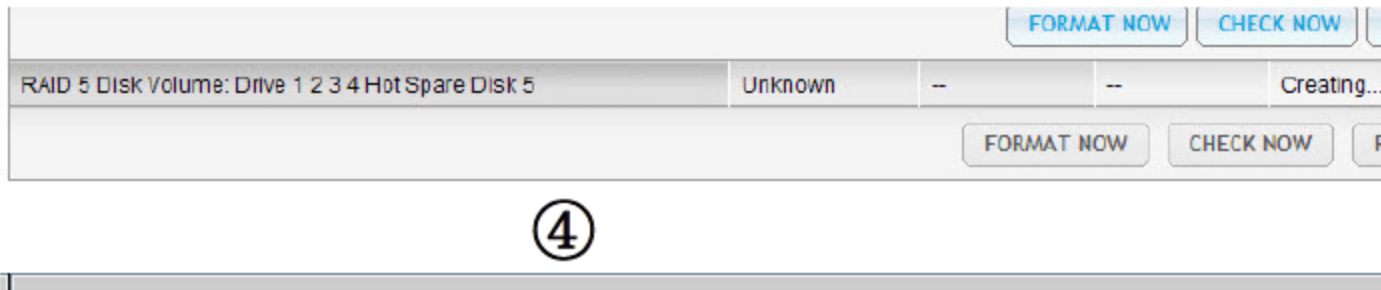 FORMAT NOW CHECK NOW
RAID 5 Disk Volume: Drive 1 2 3 4 Hot Spare Disk 5 Unknown -- -- Creating...
FORMAT NOW CHECK NOW
④